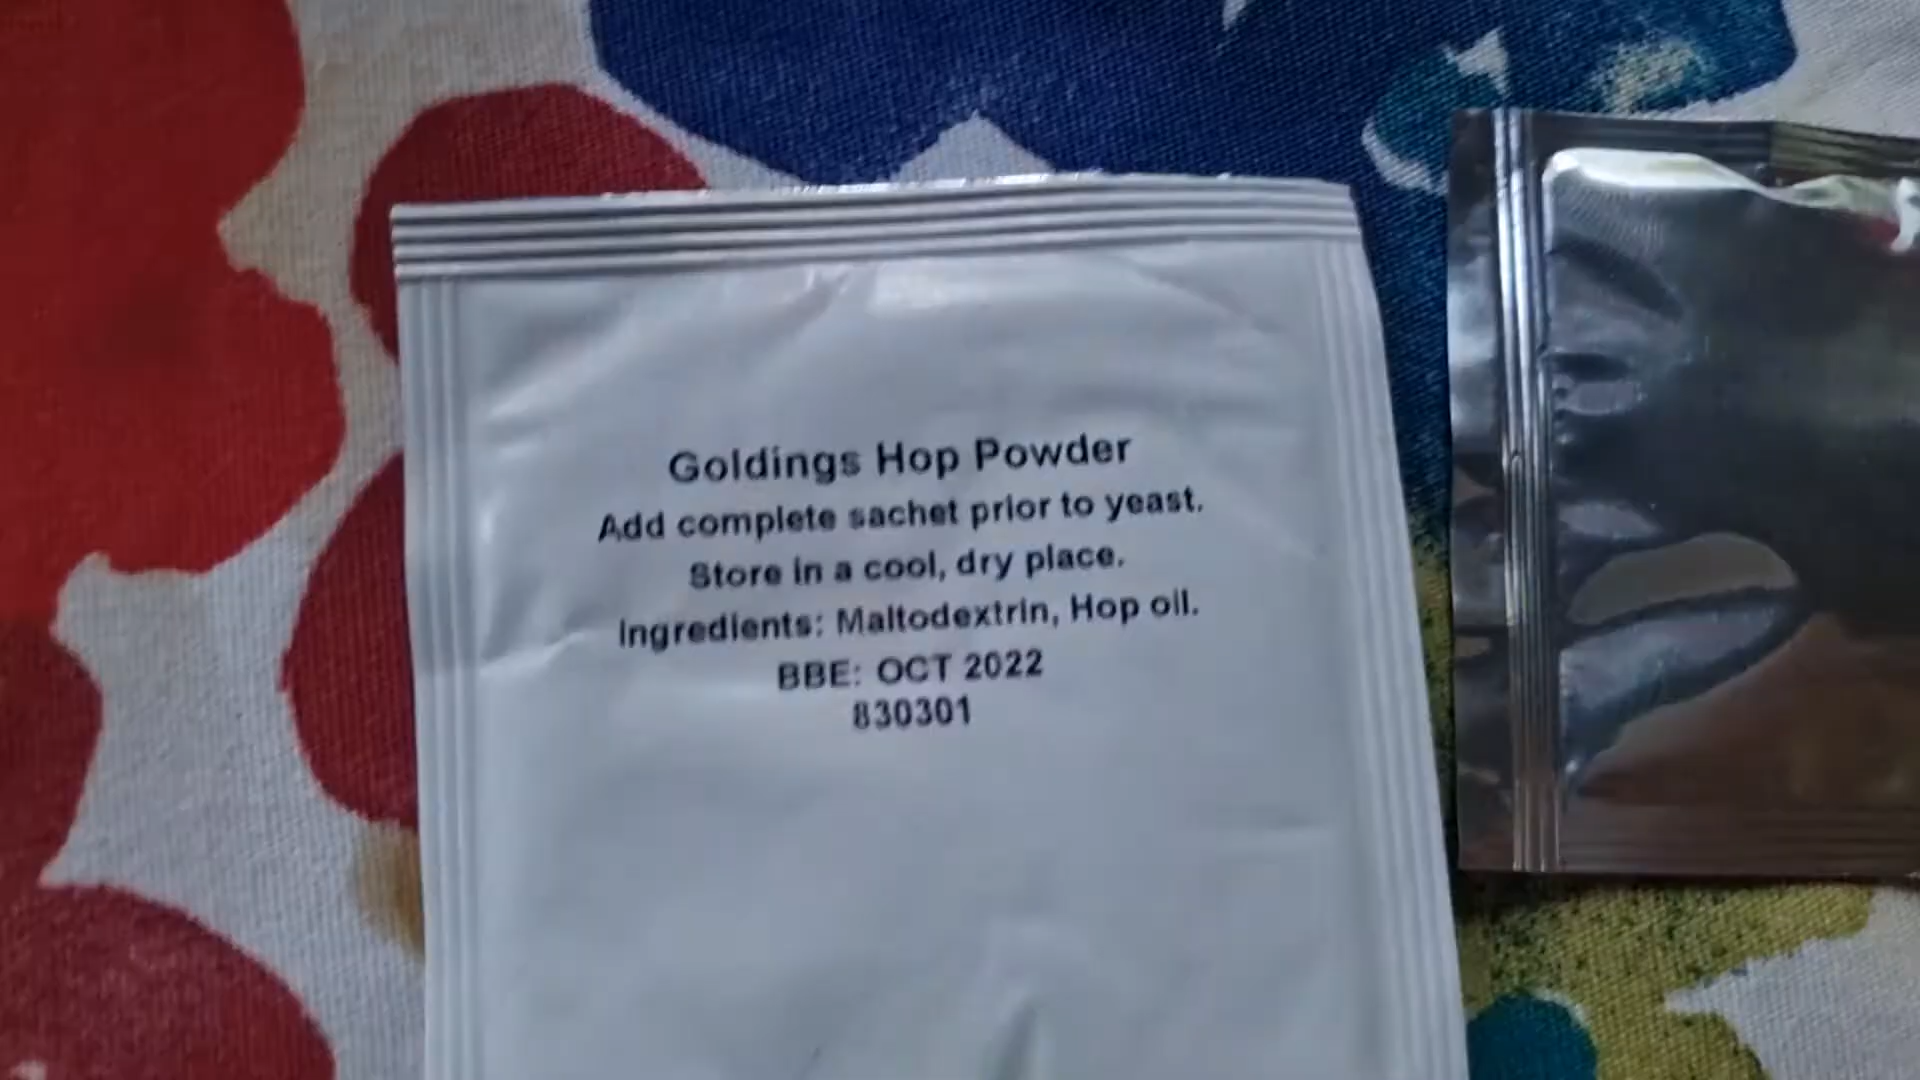 Goldings Hop Powder
Add complete sachet prior to yeast.
Store in a cool, dry place.
Ingredients: Maltodextrin, Hop oil.
BBE: OCT 2022
830301